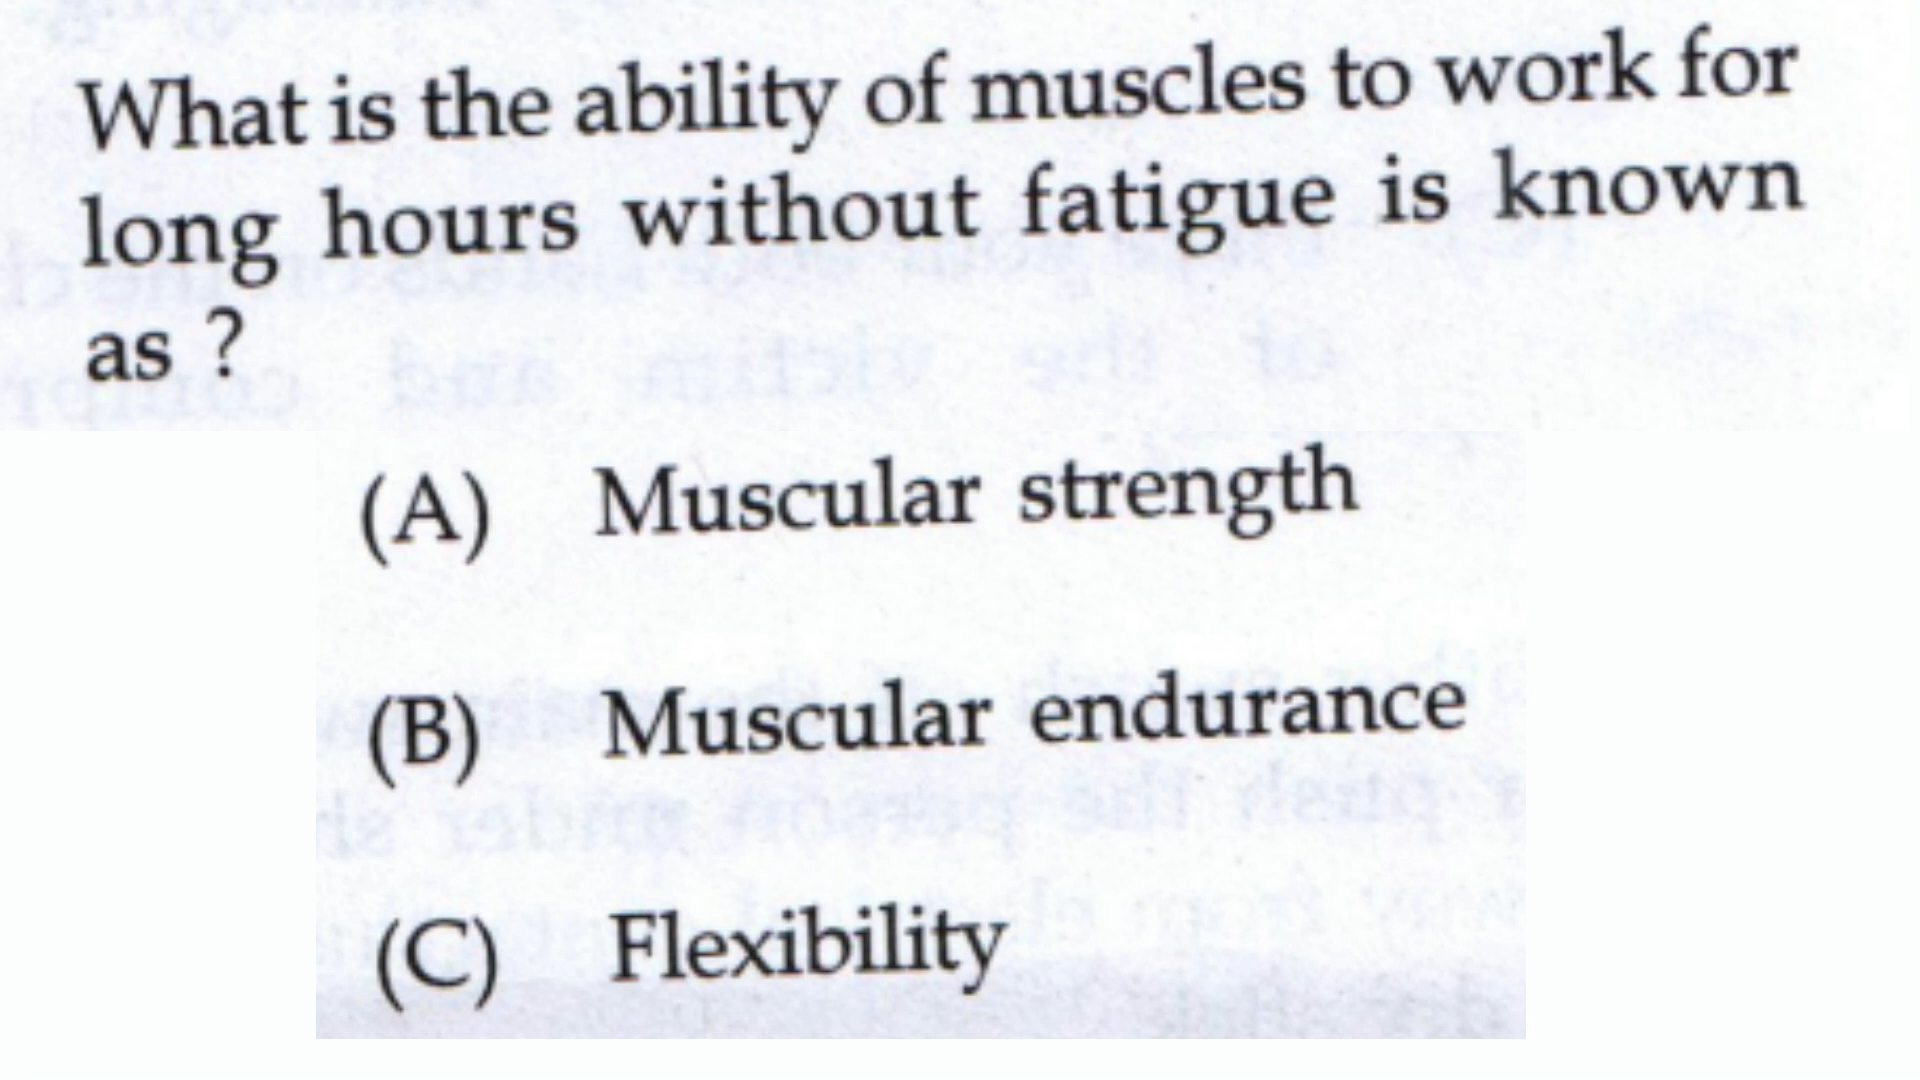 What is the ability of muscles to work for
long hours without fatigue is known
as ?
(A) Muscular strength
(B) Muscular endurance
(C) Flexibility